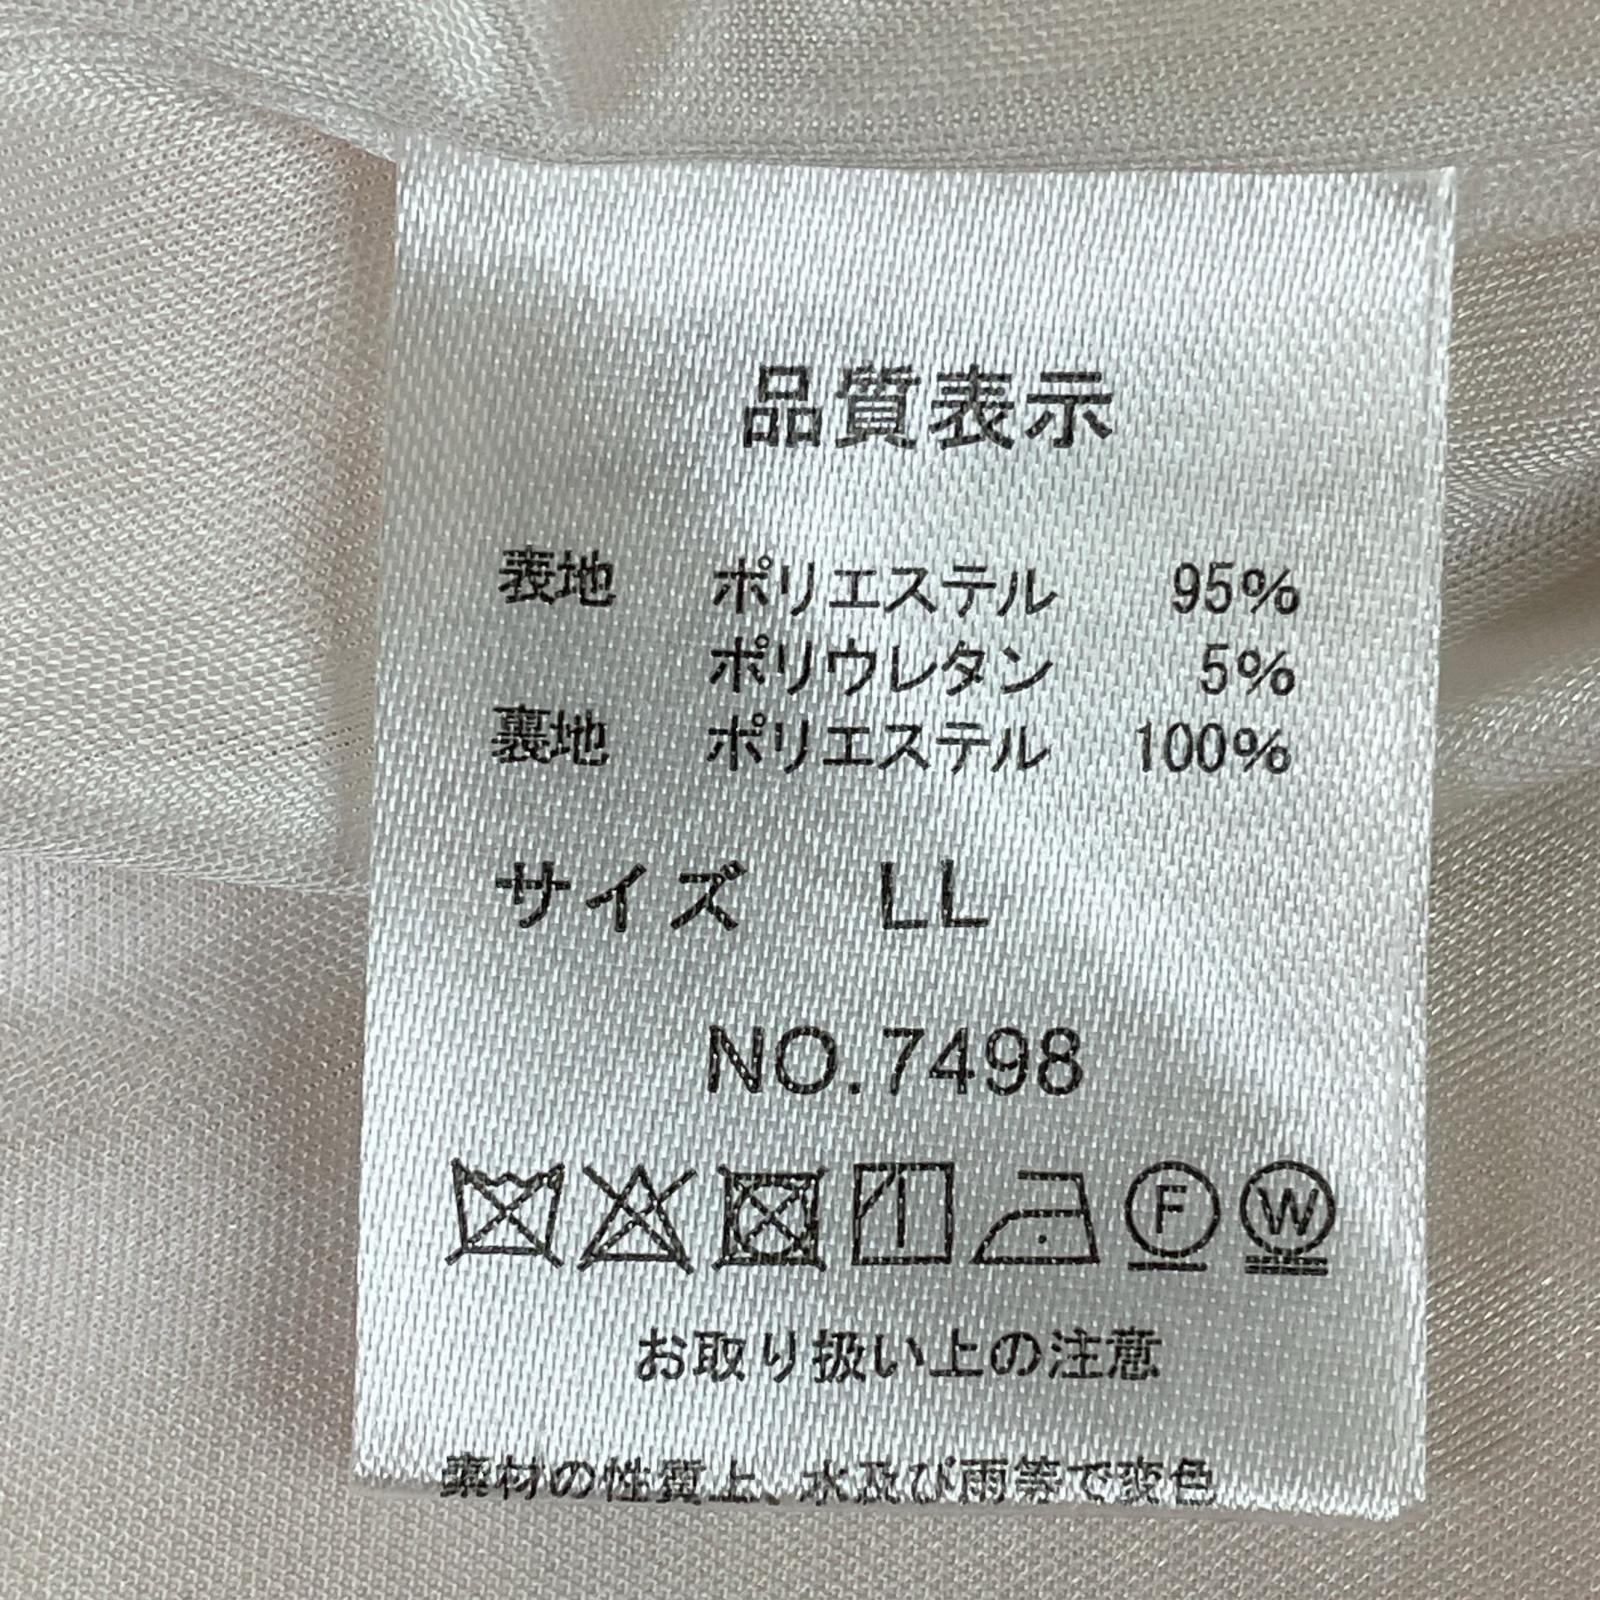 品質表示
表地 ポリエステル 95%
ポリウレタン 5%
裏地 ポリエステル 100%
サイズ LL
NO.7498
F W
お取り扱い上の注意
素材の性質上、水及び雨等で変色